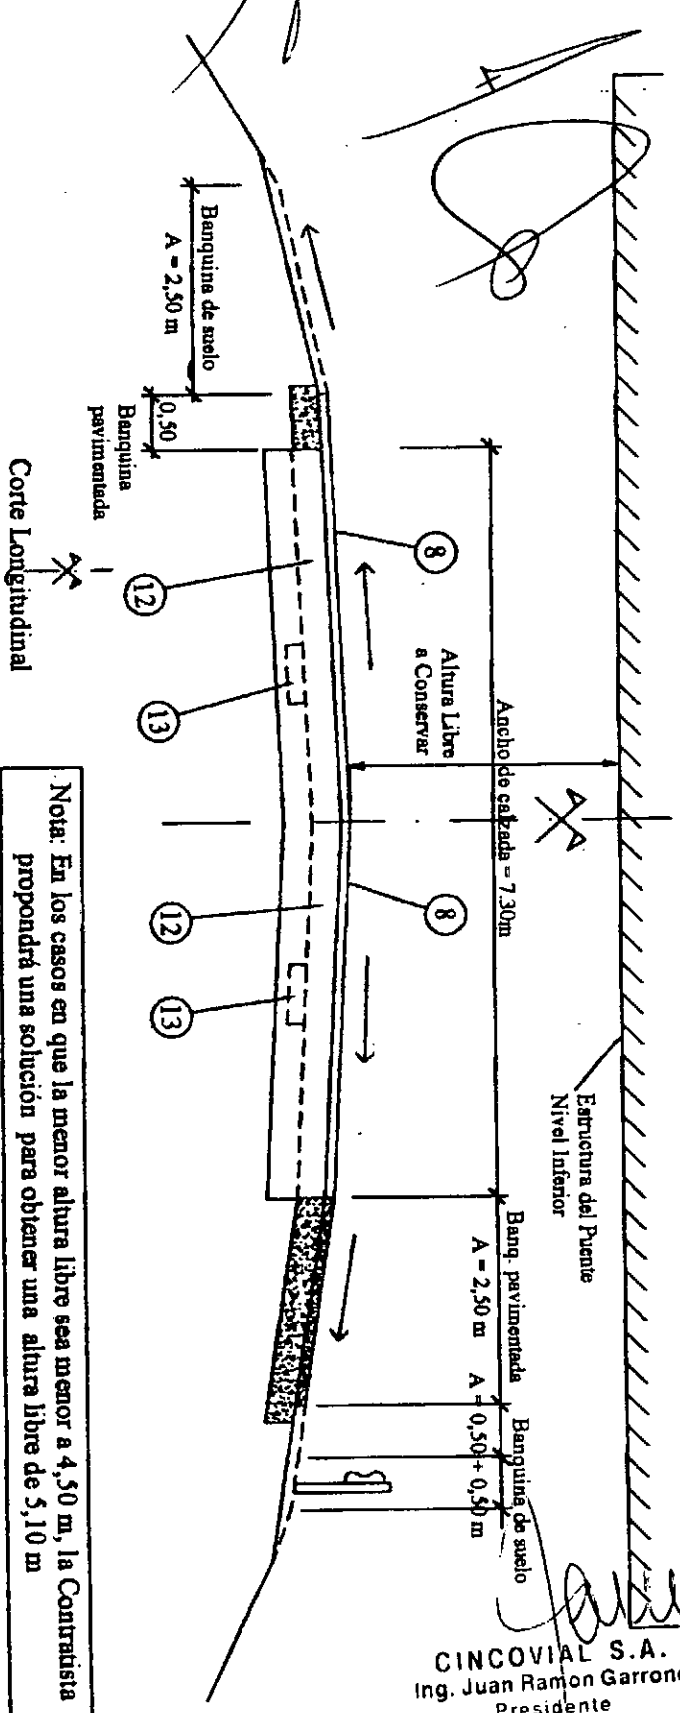 Estructura del Puente
Nivel Inferior
Ancho de calzada = 7.30m
Altura Libre
a Conservar
Banq. pavimentada
A = 2,50 m
Banquina de suelo
A = 0,50 + 0,50 m
8
8
Banquina de suelo
A = 2,50 m
0,50
Banquina
pavimentada
12
13
12
13
Corte Longitudinal
Nota: En los casos en que la menor altura libre sea menor a 4,50 m, la Contratista
propondrá una solución para obtener una altura libre de 5,10 m
CINCOVIAL S.A.
Ing. Juan Ramon Garrone
Presidente